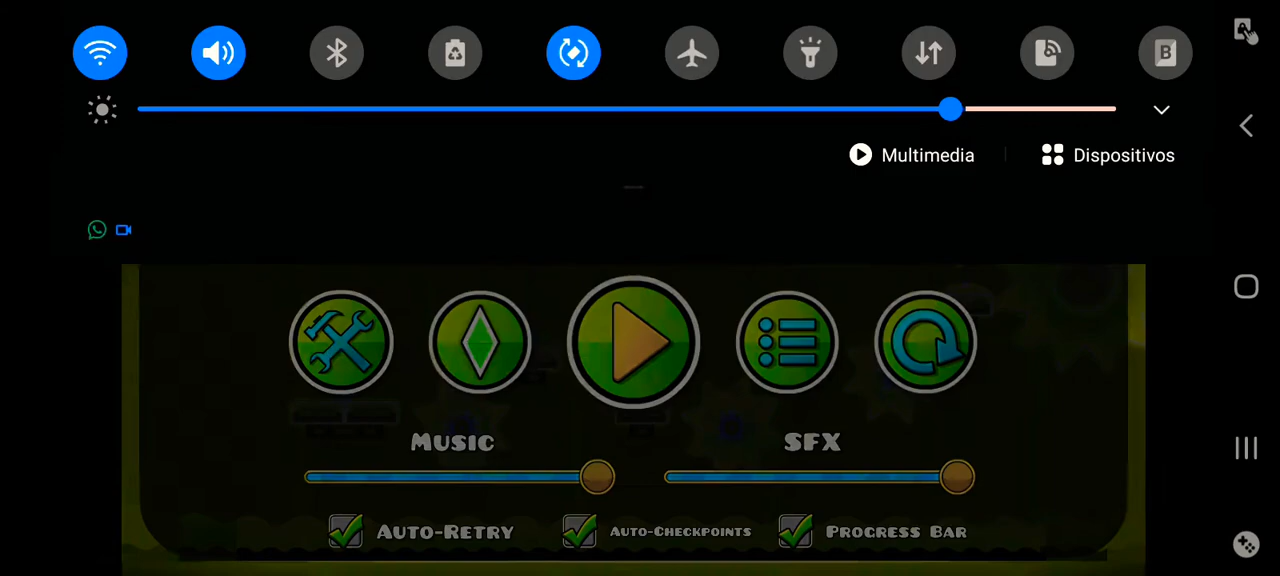 Multimedia
Dispositivos
Music
SFX
Auto-Retry
Auto-Checkpoints
Progress Bar